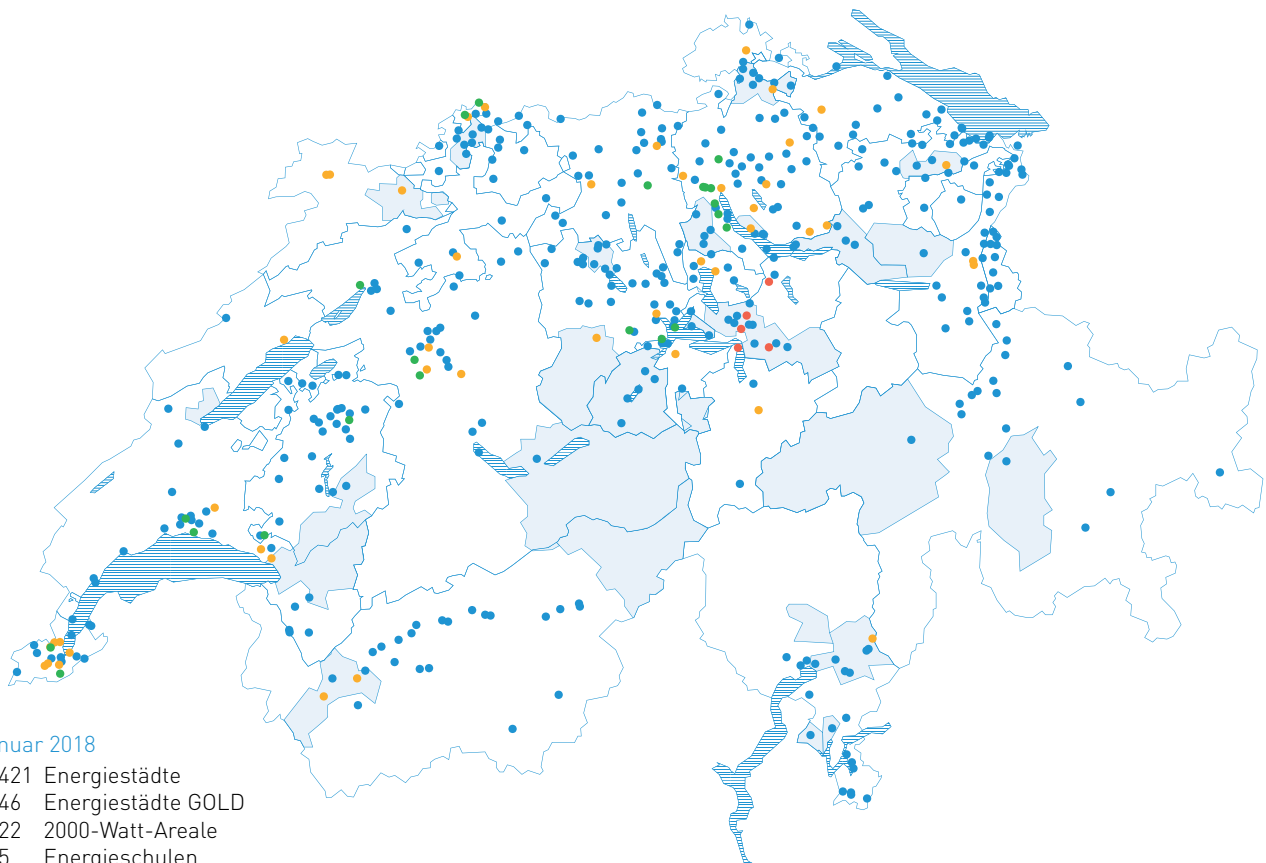 nuar 2018
421 Energiestädte
46 Energiestädte GOLD
22 2000-Watt-Areale
5 Energieschulen